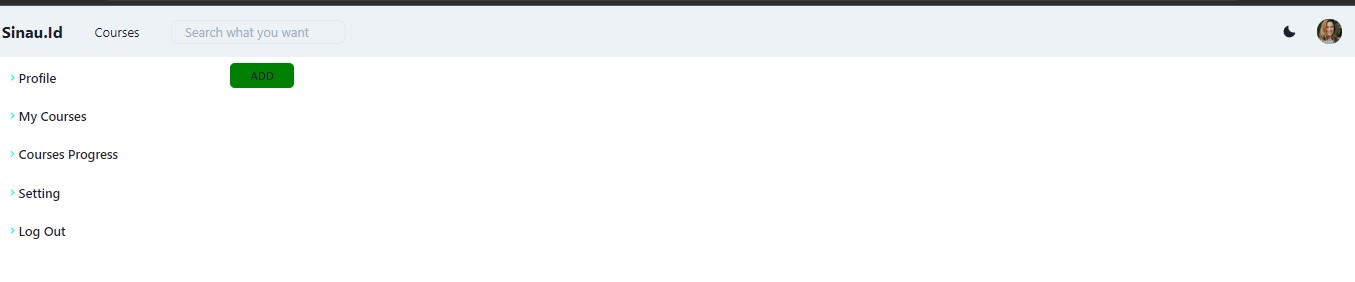 Sinau.Id Courses Search what you want
Profile
ADD
My Courses
Courses Progress
Setting
Log Out